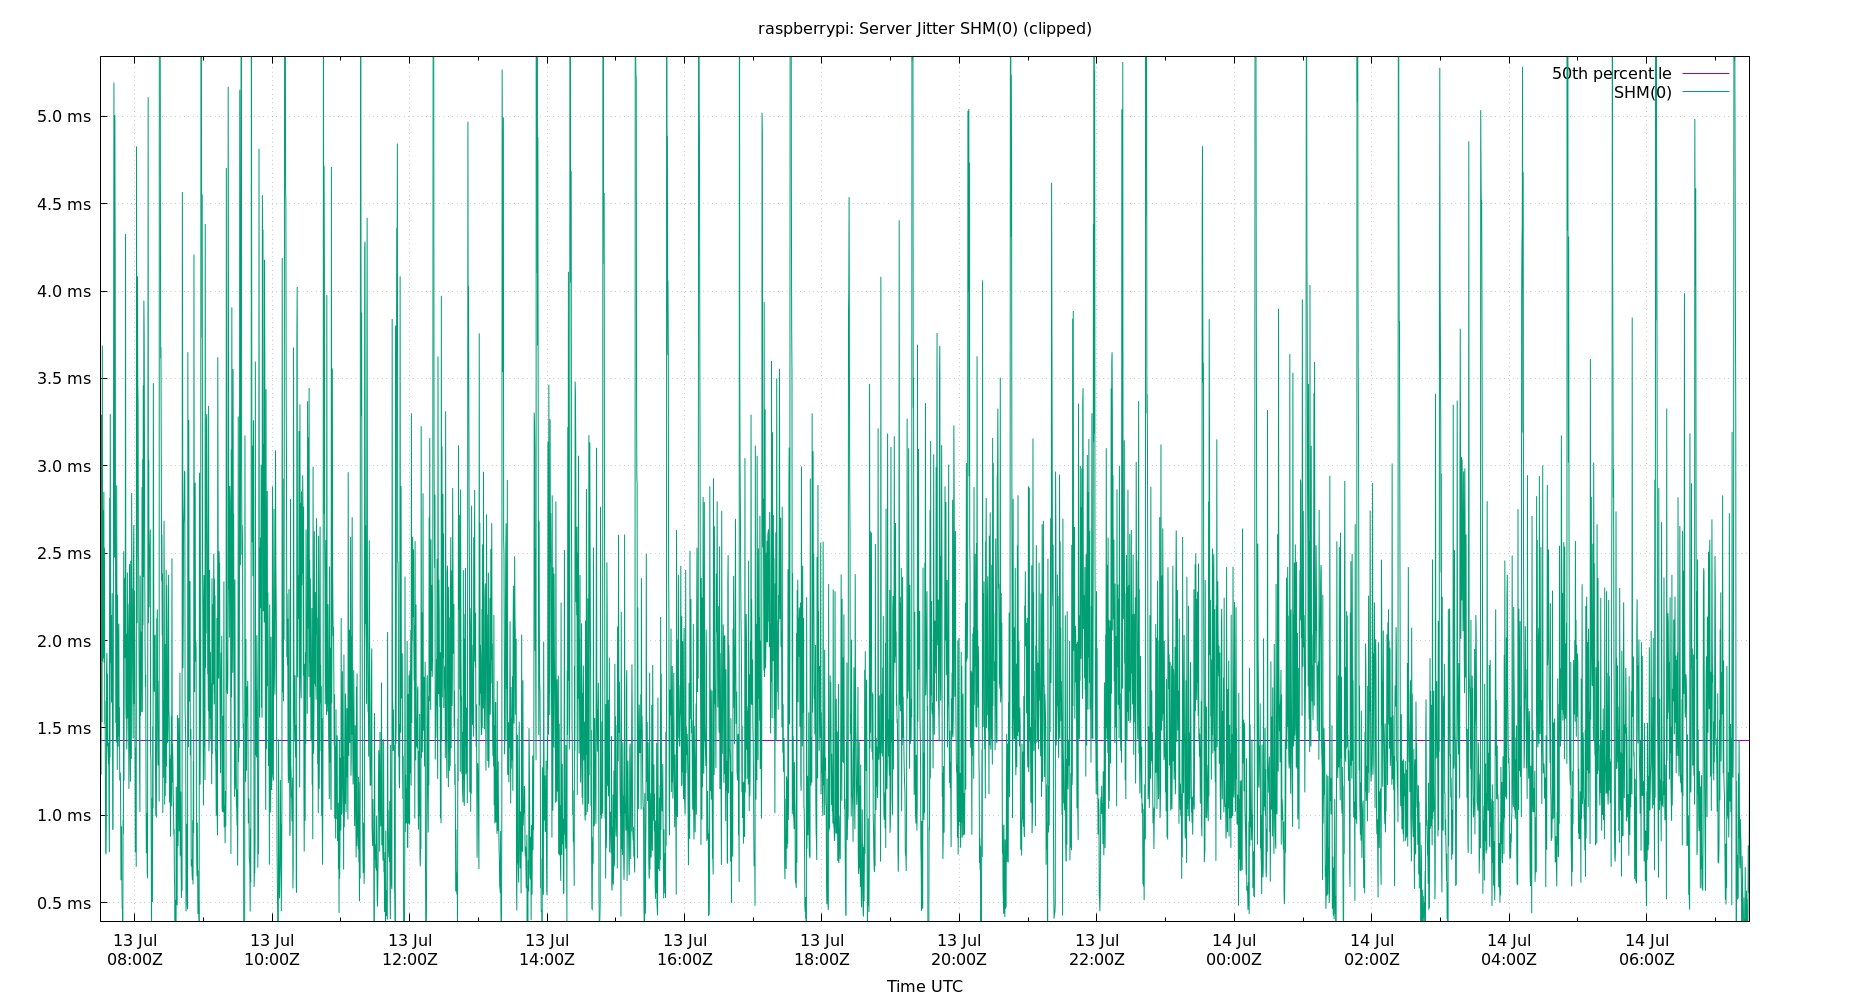 raspberrypi: Server Jitter SHM(0) (clipped)
50th percentile
SHM(0)
5.0 ms
4.5 ms
4.0 ms
3.5 ms
3.0 ms
2.5 ms
2.0 ms
1.5 ms
1.0 ms
0.5 ms
13 Jul 13 Jul 13 Jul 13 Jul 13 Jul 13 Jul 13 Jul 13 Jul 14 Jul 14 Jul 14 Jul 14 Jul
08:00Z 10:00Z 12:00Z 14:00Z 16:00Z 18:00Z 20:00Z 22:00Z 00:00Z 02:00Z 04:00Z 06:00Z
Time UTC